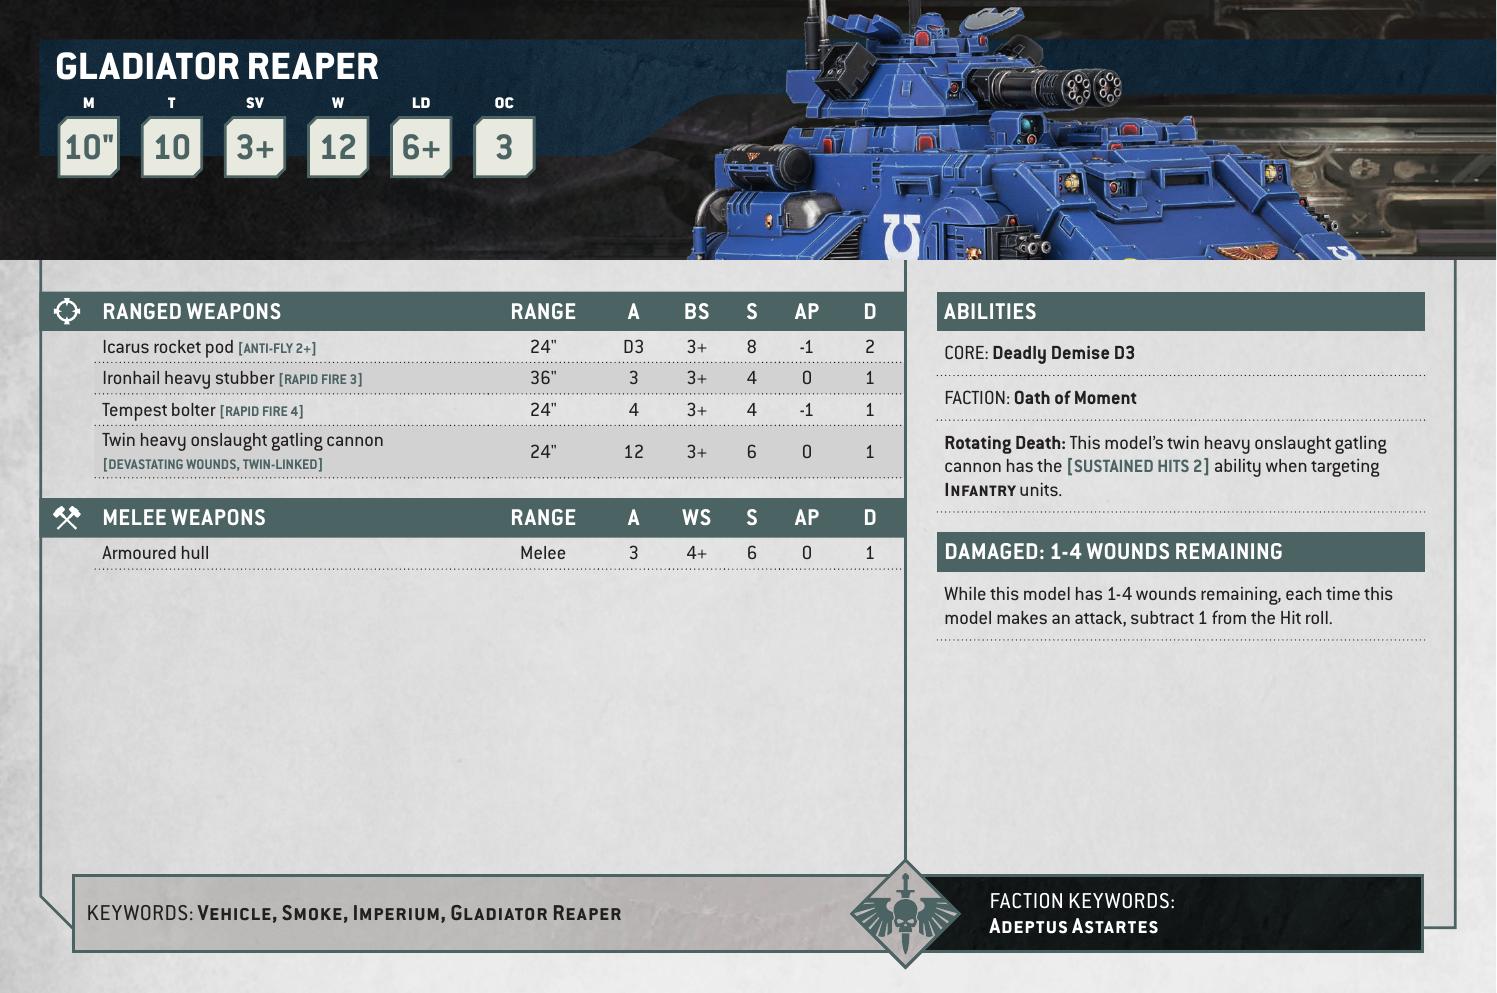 GLADIATOR REAPER
M T SV W LD OC
10" 10 3+ 12 6+ 3
RANGED WEAPONS RANGE A BS S AP D
Icarus rocket pod [ANTI-FLY 2+] 24" D3 3+ 8 -1 2
Ironhail heavy stubber [RAPID FIRE 3] 36" 3 3+ 4 0 1
Tempest bolter [RAPID FIRE 4] 24" 4 3+ 4 -1 1
Twin heavy onslaught gatling cannon
[DEVASTATING WOUNDS, TWIN-LINKED] 24" 12 3+ 6 0 1
MELEE WEAPONS RANGE A WS S AP D
Armoured hull Melee 3 4+ 6 0 1
ABILITIES
CORE: Deadly Demise D3
FACTION: Oath of Moment
Rotating Death: This model's twin heavy onslaught gatling
cannon has the [SUSTAINED HITS 2] ability when targeting
INFANTRY units.
DAMAGED: 1-4 WOUNDS REMAINING
While this model has 1-4 wounds remaining, each time this
model makes an attack, subtract 1 from the Hit roll.
KEYWORDS: VEHICLE, SMOKE, IMPERIUM, GLADIATOR REAPER
FACTION KEYWORDS:
ADEPTUS ASTARTES